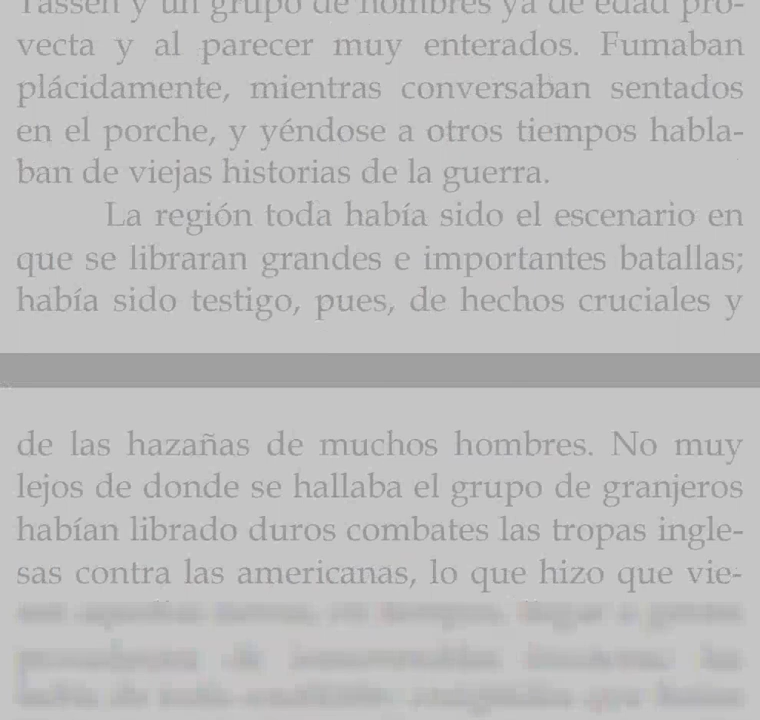 Tassel y un grupo de hombres ya de edad pro-
vecta y al parecer muy enterados. Fumaban
plácidamente, mientras conversaban sentados
en el porche, y yéndose a otros tiempos habla-
ban de viejas historias de la guerra.
La región toda había sido el escenario en
que se libraran grandes e importantes batallas;
había sido testigo, pues, de hechos cruciales y
de las hazañas de muchos hombres. No muy
lejos de donde se hallaba el grupo de granjeros
habían librado duros combates las tropas ingle-
sas contra las americanas, lo que hizo que vie-